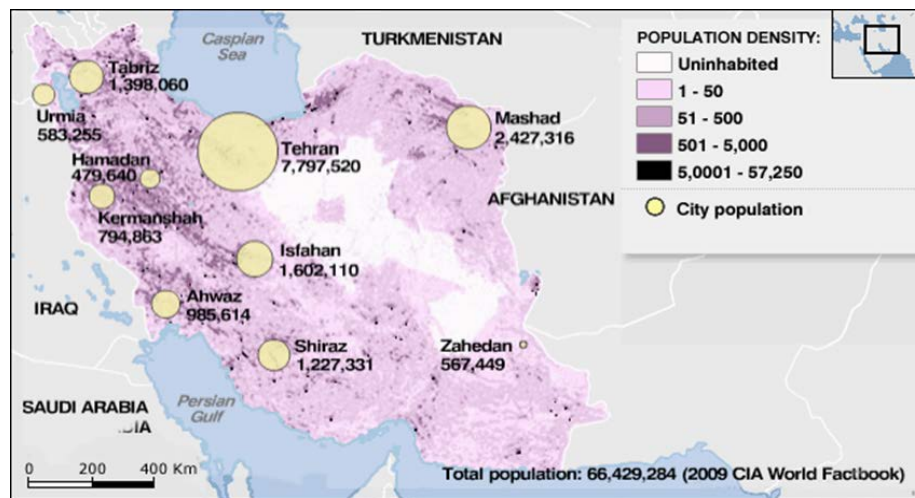 Caspian
Sea
TURKMENISTAN
POPULATION DENSITY:
Uninhabited
1 - 50
51 - 500
501 - 5,000
5,0001 - 57,250
City population
Tabriz
1,398,060
Urmia
583,255
Hamadan
479,640
Kermanshah
794,863
Tehran
7,797,520
Mashad
2,427,316
AFGHANISTAN
Isfahan
1,602,110
IRAQ
Ahwaz
985,614
Shiraz
1,227,331
Zahedan
567,449
SAUDI ARABIA
IA
Persian
Gulf
0 200 400 Km
Total population: 66,429,284 (2009 CIA World Factbook)